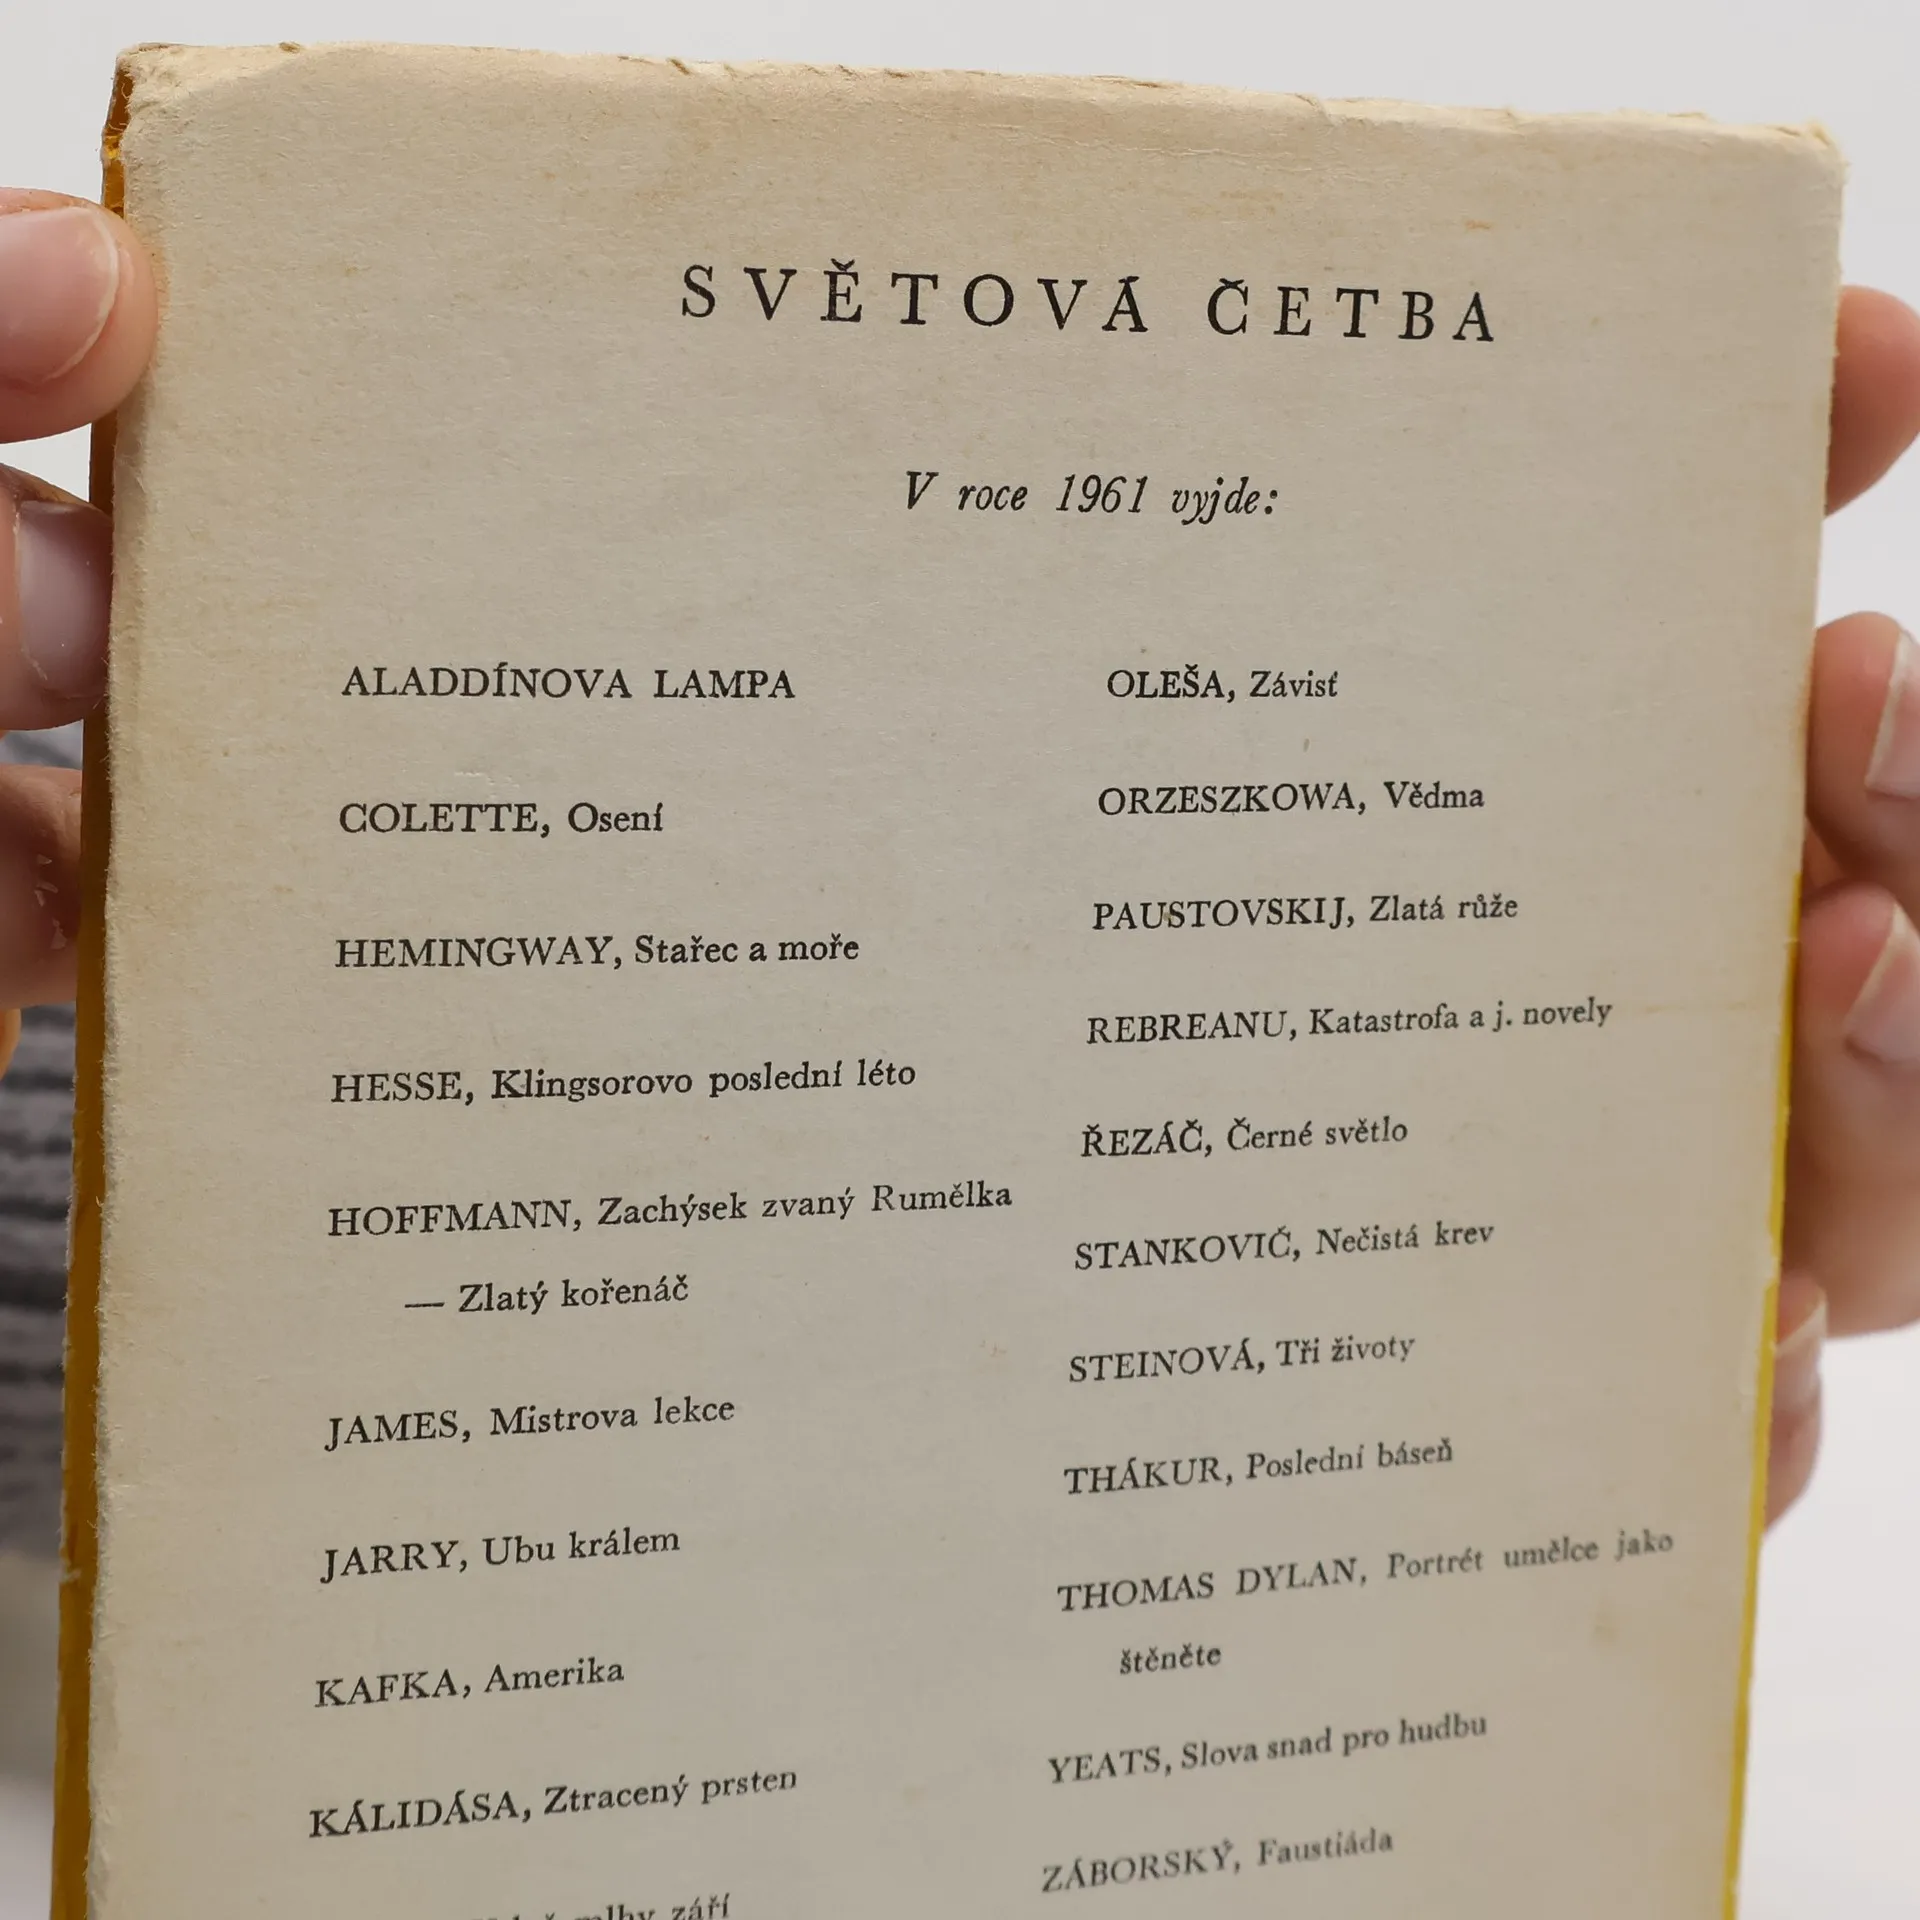 SVĚTOVÁ ČETBA
V roce 1961 vyjde:
ALADDÍNOVA LAMPA
COLETTE, Osení
HEMINGWAY, Stařec a moře
HESSE, Klingsorovo poslední léto
HOFFMANN, Zachýsek zvaný Rumělka
— Zlatý kořenáč
JAMES, Mistrova lekce
JARRY, Ubu králem
KAFKA, Amerika
KÁLIDÁSA, Ztracený prsten
mlhy září
OLEŠA, Závisť
ORZESZKOWA, Vědma
PAUSTOVSKIJ, Zlatá růže
REBREANU, Katastrofa a j. novely
ŘEZÁČ, Černé světlo
STANKOVIĆ, Nečistá krev
STEINOVÁ, Tři životy
THÁKUR, Poslední báseň
THOMAS DYLAN, Portrét umělce jako
štěněte
YEATS, Slova snad pro hudbu
ZÁBORSKÝ, Faustiáda